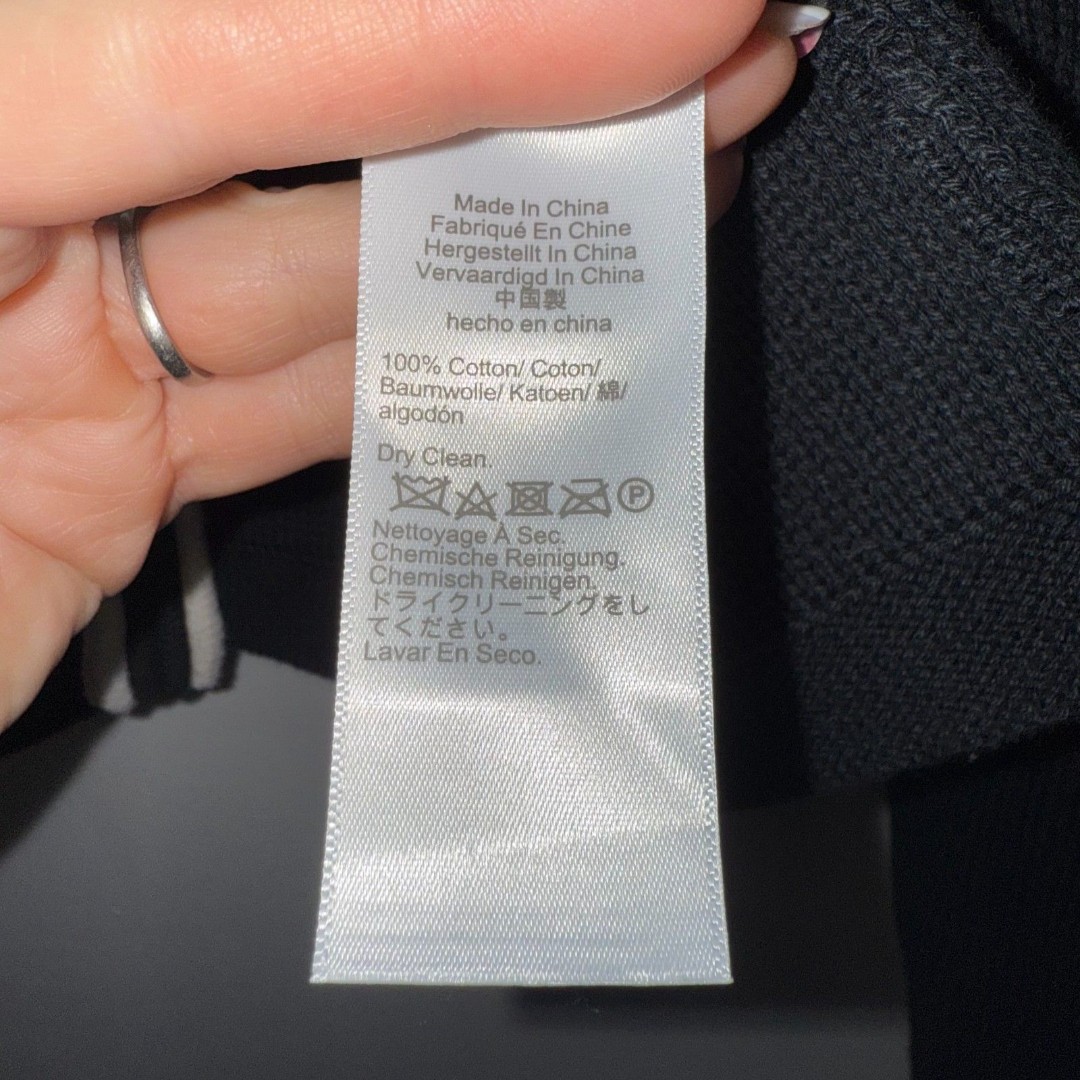 Made In China
Fabriqué En Chine
Hergestellt In China
Vervaardigd In China
中国製
hecho en china
100% Cotton/ Coton/
Baumwolle/ Katoen/ 綿/
algodón
Dry Clean.
P
Nettoyage À Sec.
Chemische Reinigung.
Chemisch Reinigen.
ドライクリーニングをし
てください。
Lavar En Seco.